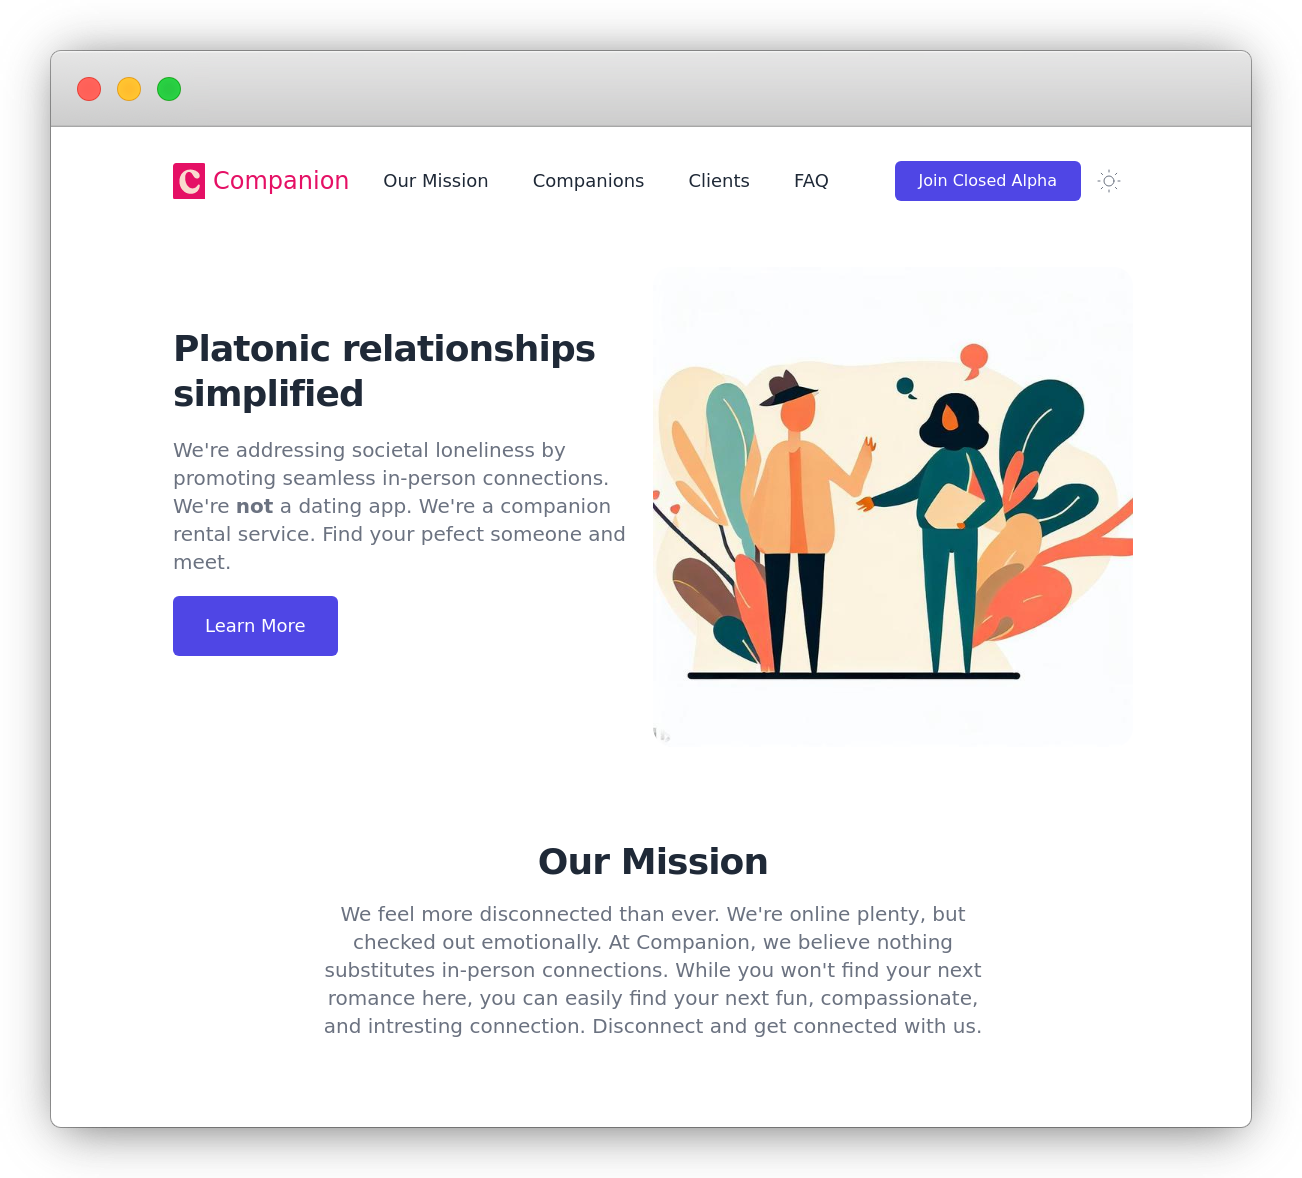 C Companion Our Mission Companions Clients FAQ Join Closed Alpha
Platonic relationships
simplified
We're addressing societal loneliness by
promoting seamless in-person connections.
We're not a dating app. We're a companion
rental service. Find your pefect someone and
meet.
Learn More
Our Mission
We feel more disconnected than ever. We're online plenty, but
checked out emotionally. At Companion, we believe nothing
substitutes in-person connections. While you won't find your next
romance here, you can easily find your next fun, compassionate,
and intresting connection. Disconnect and get connected with us.